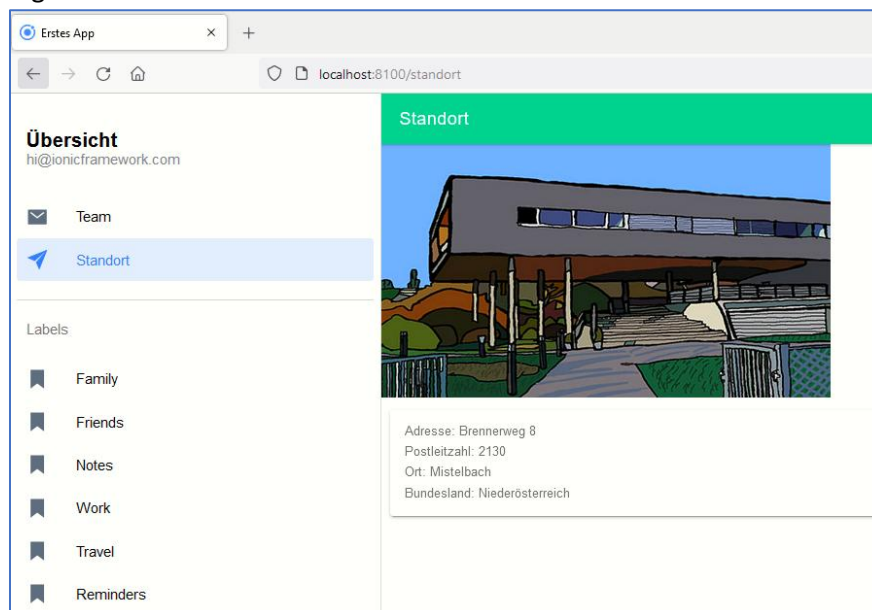 Erstes App
localhost:8100/standort
Übersicht
hi@ionicframework.com
Team
Standort
Labels
Family
Friends
Notes
Work
Travel
Reminders
Standort
Adresse: Brennerweg 8
Postleitzahl: 2130
Ort: Mistelbach
Bundesland: Niederösterreich